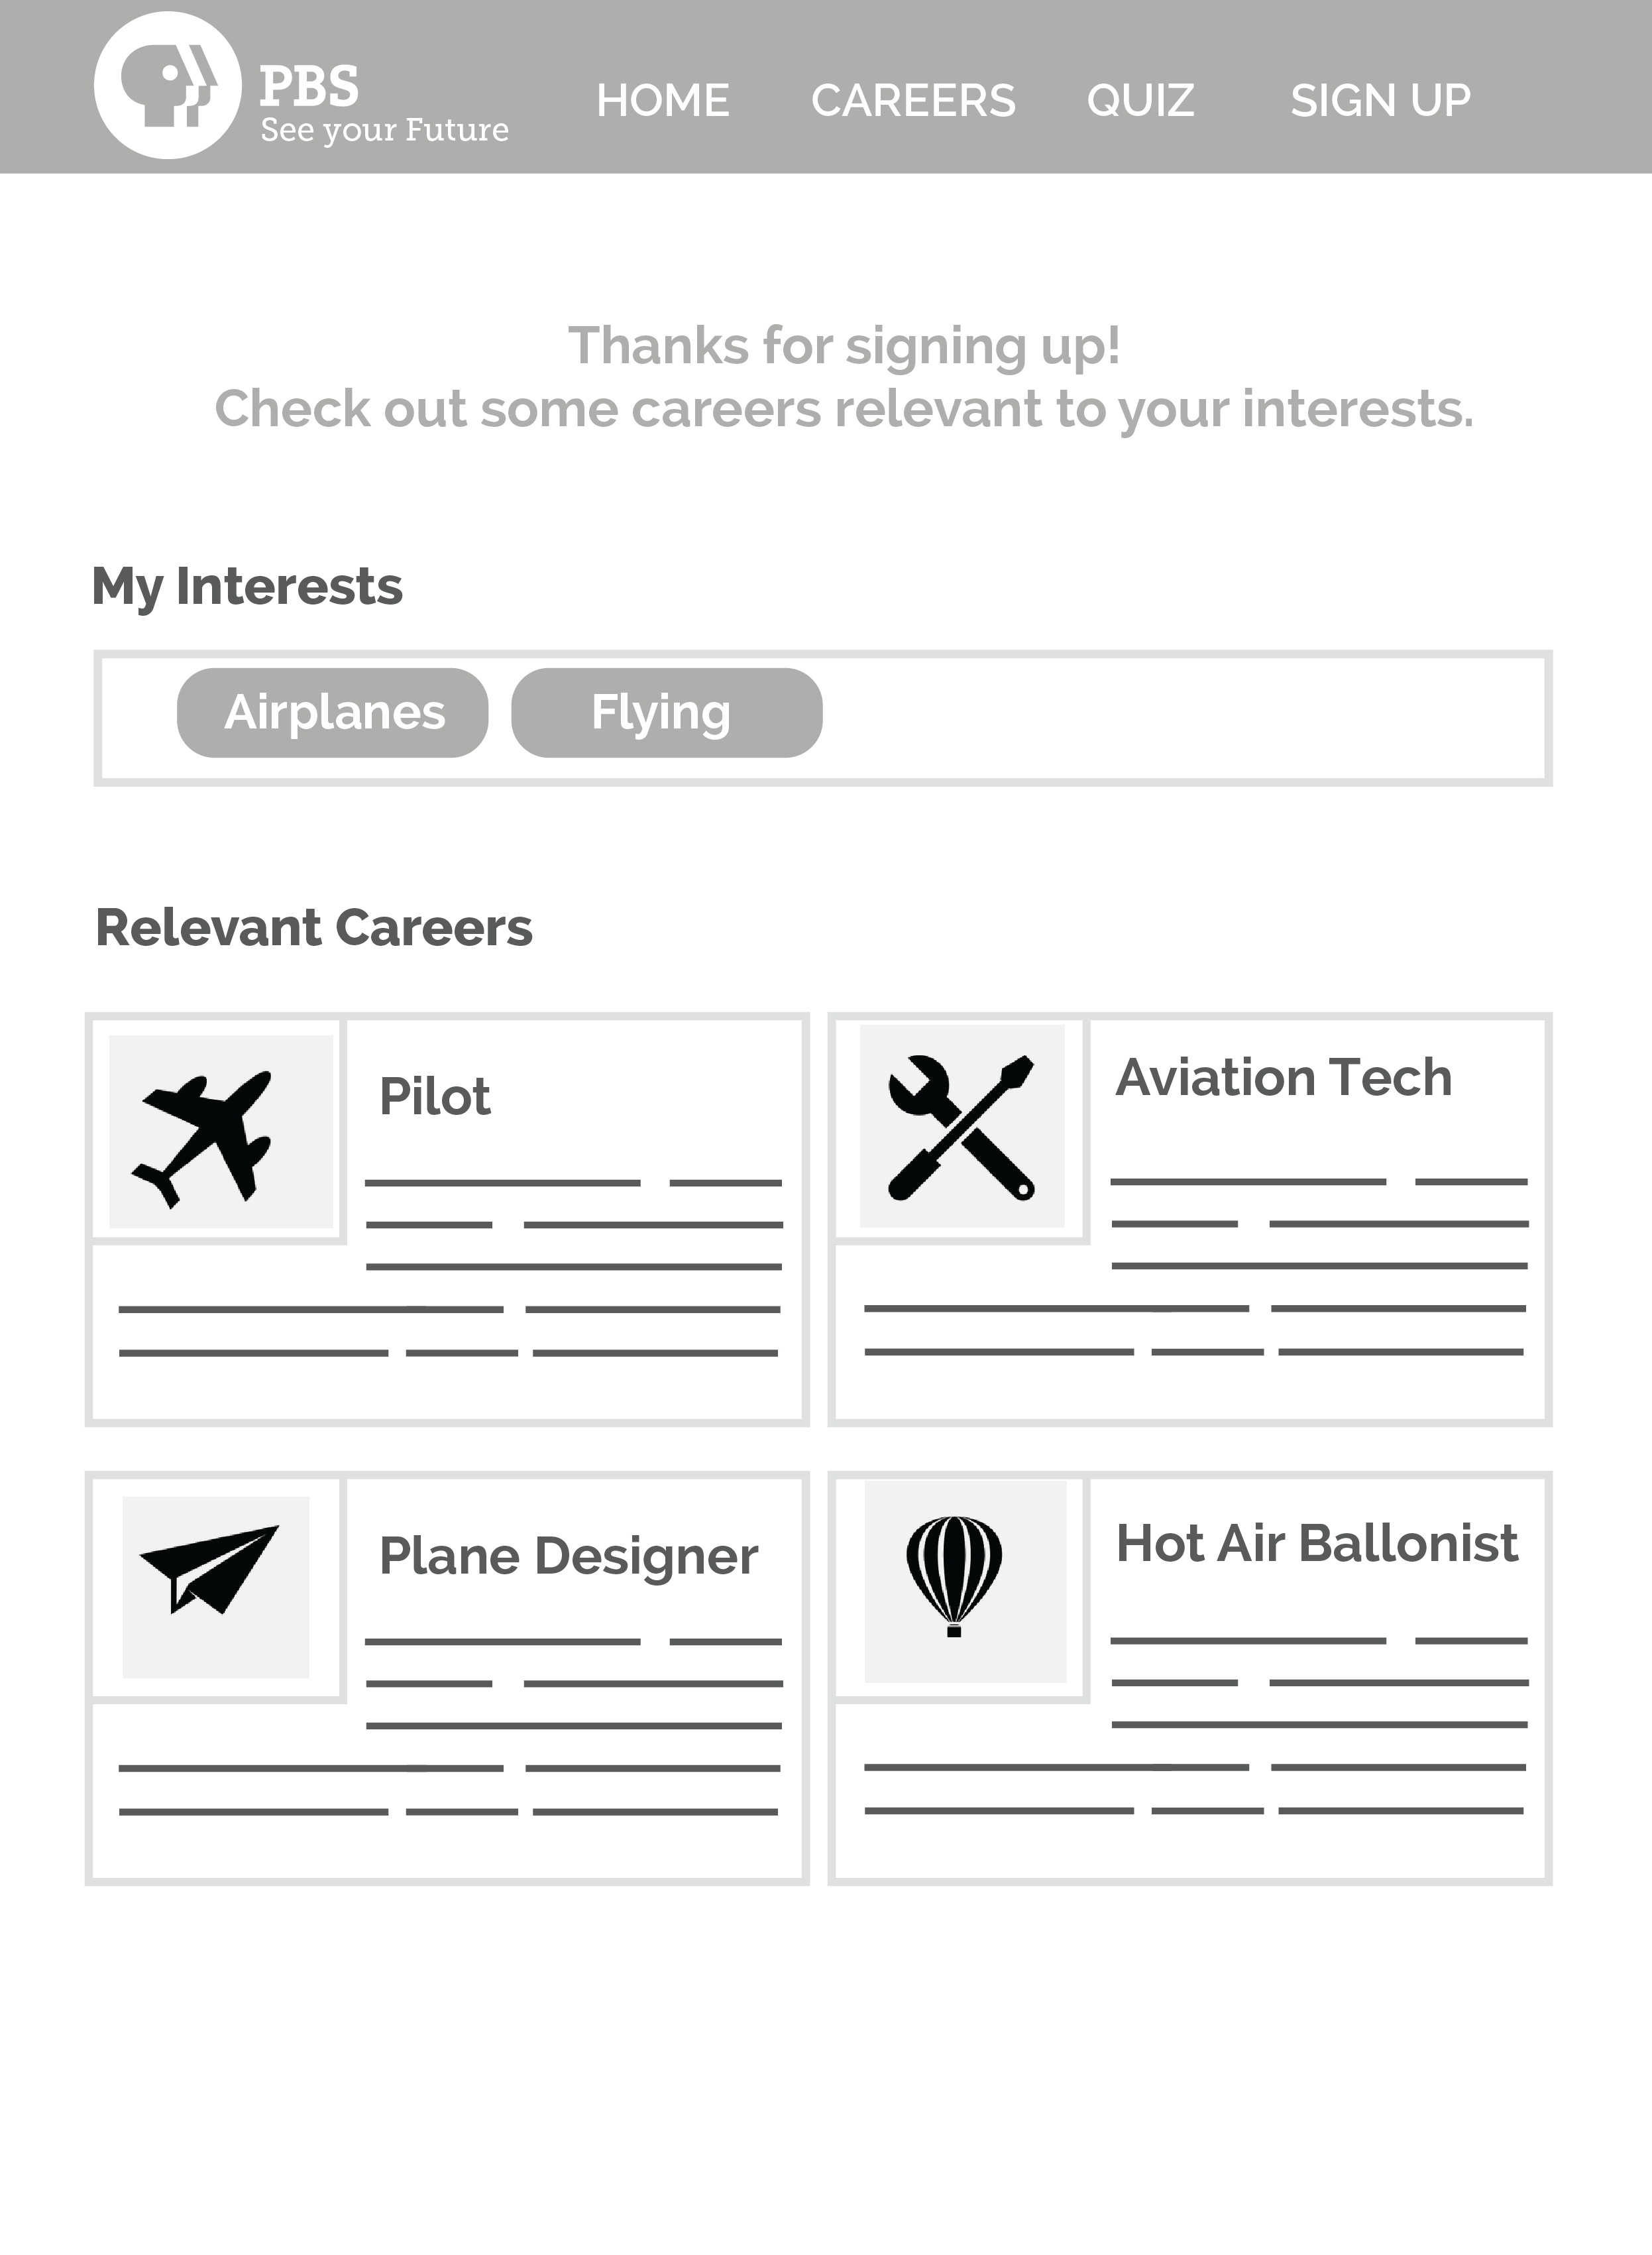 PBS
See your Future
HOME CAREERS QUIZ SIGN UP
Thanks for signing up!
Check out some careers relevant to your interests.
My Interests
Airplanes Flying
Relevant Careers
Pilot
Aviation Tech
Plane Designer
Hot Air Ballonist